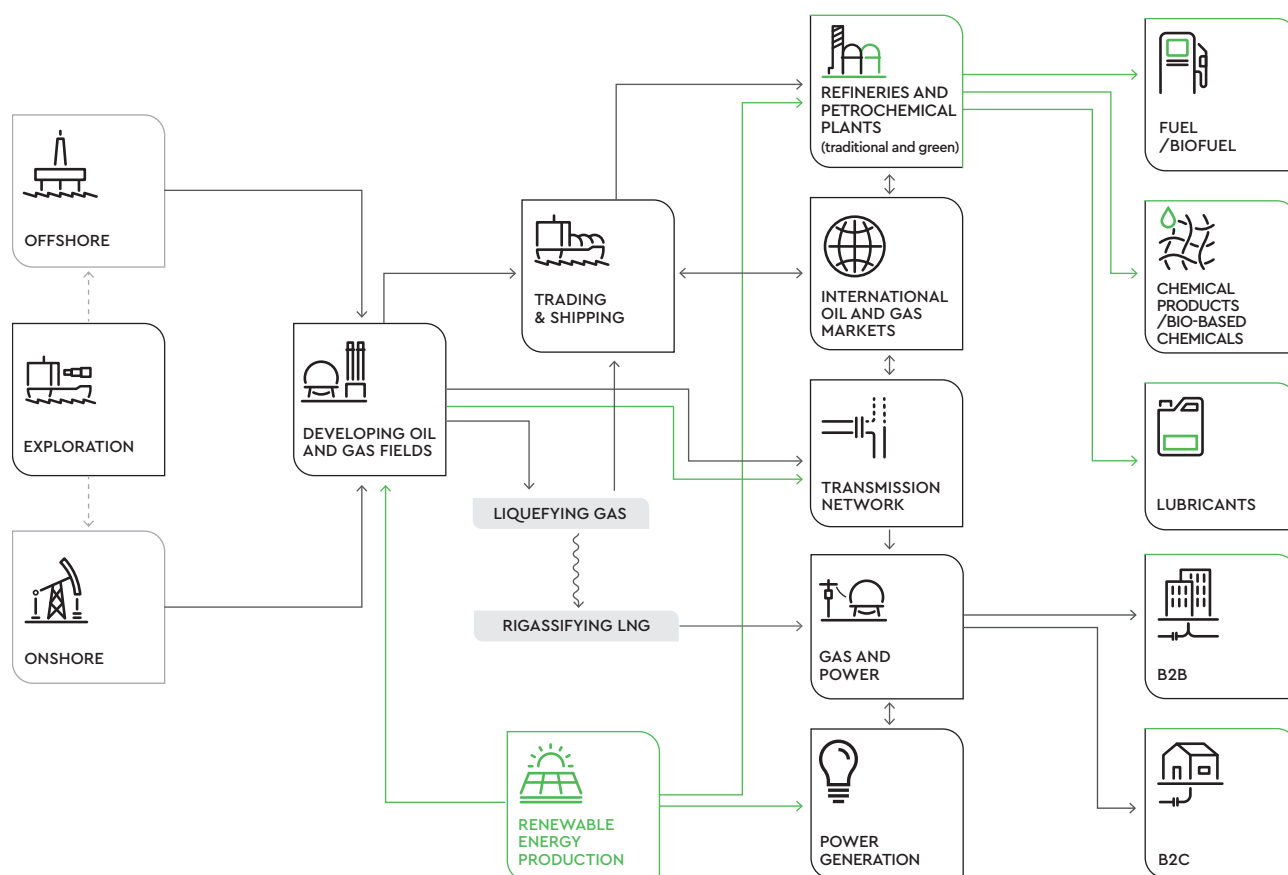 OFFSHORE
EXPLORATION
ONSHORE
DEVELOPING OIL
AND GAS FIELDS
TRADING
& SHIPPING
LIQUEFYING GAS
RIGASSIFYING LNG
RENEWABLE
ENERGY
PRODUCTION
REFINERIES AND
PETROCHEMICAL
PLANTS
(traditional and green)
INTERNATIONAL
OIL AND GAS
MARKETS
TRANSMISSION
NETWORK
GAS AND
POWER
POWER
GENERATION
FUEL
/BIOFUEL
CHEMICAL
PRODUCTS
/BIO-BASED
CHEMICALS
LUBRICANTS
B2B
B2C